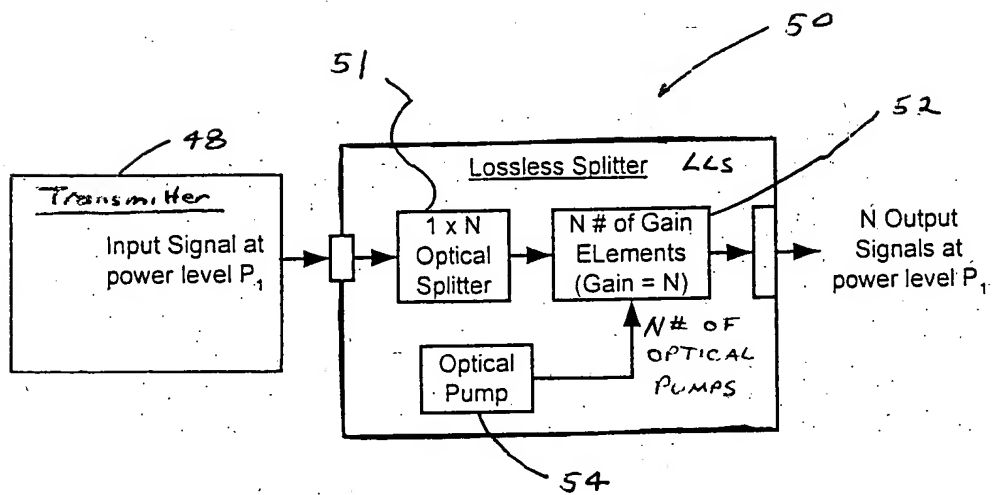 50
51
52
48
Lossless Splitter LLS
Transmitter
Input Signal at
power level P₁
1 x N
Optical
Splitter
N # of Gain
ELements
(Gain = N)
N Output
Signals at
power level P₁
N# OF
OPTICAL
PUMPS
Optical
Pump
54